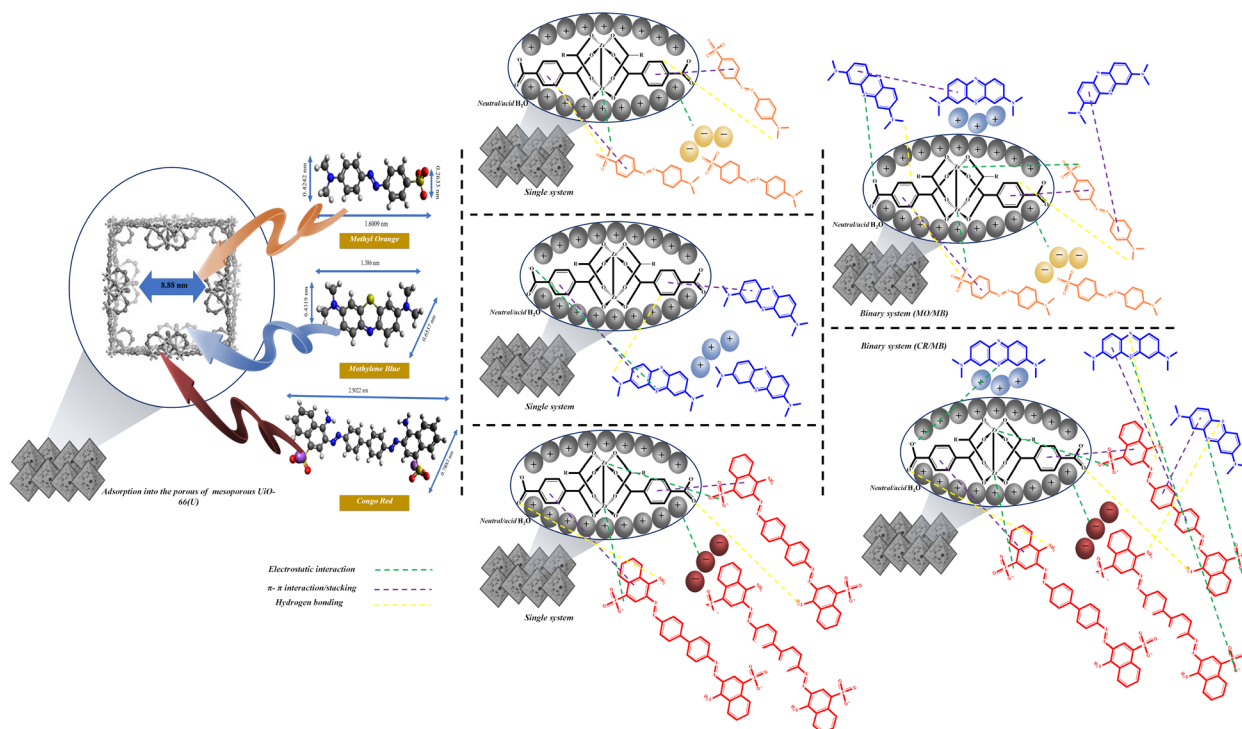 0.4242 nm
0.2633 nm
1.6009 nm
Methyl Orange
1.386 nm
0.4319 nm
Methylene Blue
2.5022 nm
Congo Red
8.88 nm
Adsorption into the porous of mesoporous UiO-
66(U)
Electrostatic interaction
π- π interaction/stacking
Hydrogen bonding
Neutral/acid H₂O
Single system
Neutral/acid H₂O
Single system
Neutral/acid H₂O
Single system
Neutral/acid H₂O
Binary system (MO/MB)
Binary system (CR/MB)
Neutral/acid H₂O